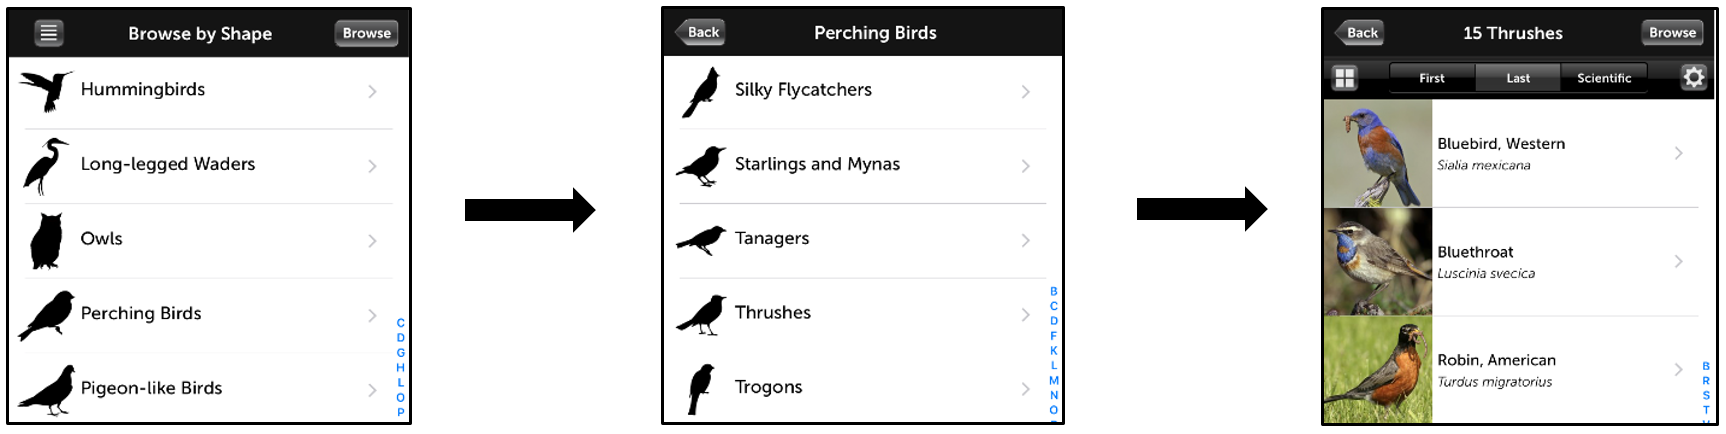 Browse by Shape
Browse
Hummingbirds
Long-legged Waders
Owls
Perching Birds
Pigeon-like Birds
C
D
G
H
L
O
P
Back
Perching Birds
Silky Flycatchers
Starlings and Mynas
Tanagers
Thrushes
Trogons
B
C
D
F
K
L
M
N
O
Back
15 Thrushes
Browse
First
Last
Scientific
Bluebird, Western
Sialia mexicana
Bluethroat
Luscinia svecica
Robin, American
Turdus migratorius
B
R
S
T